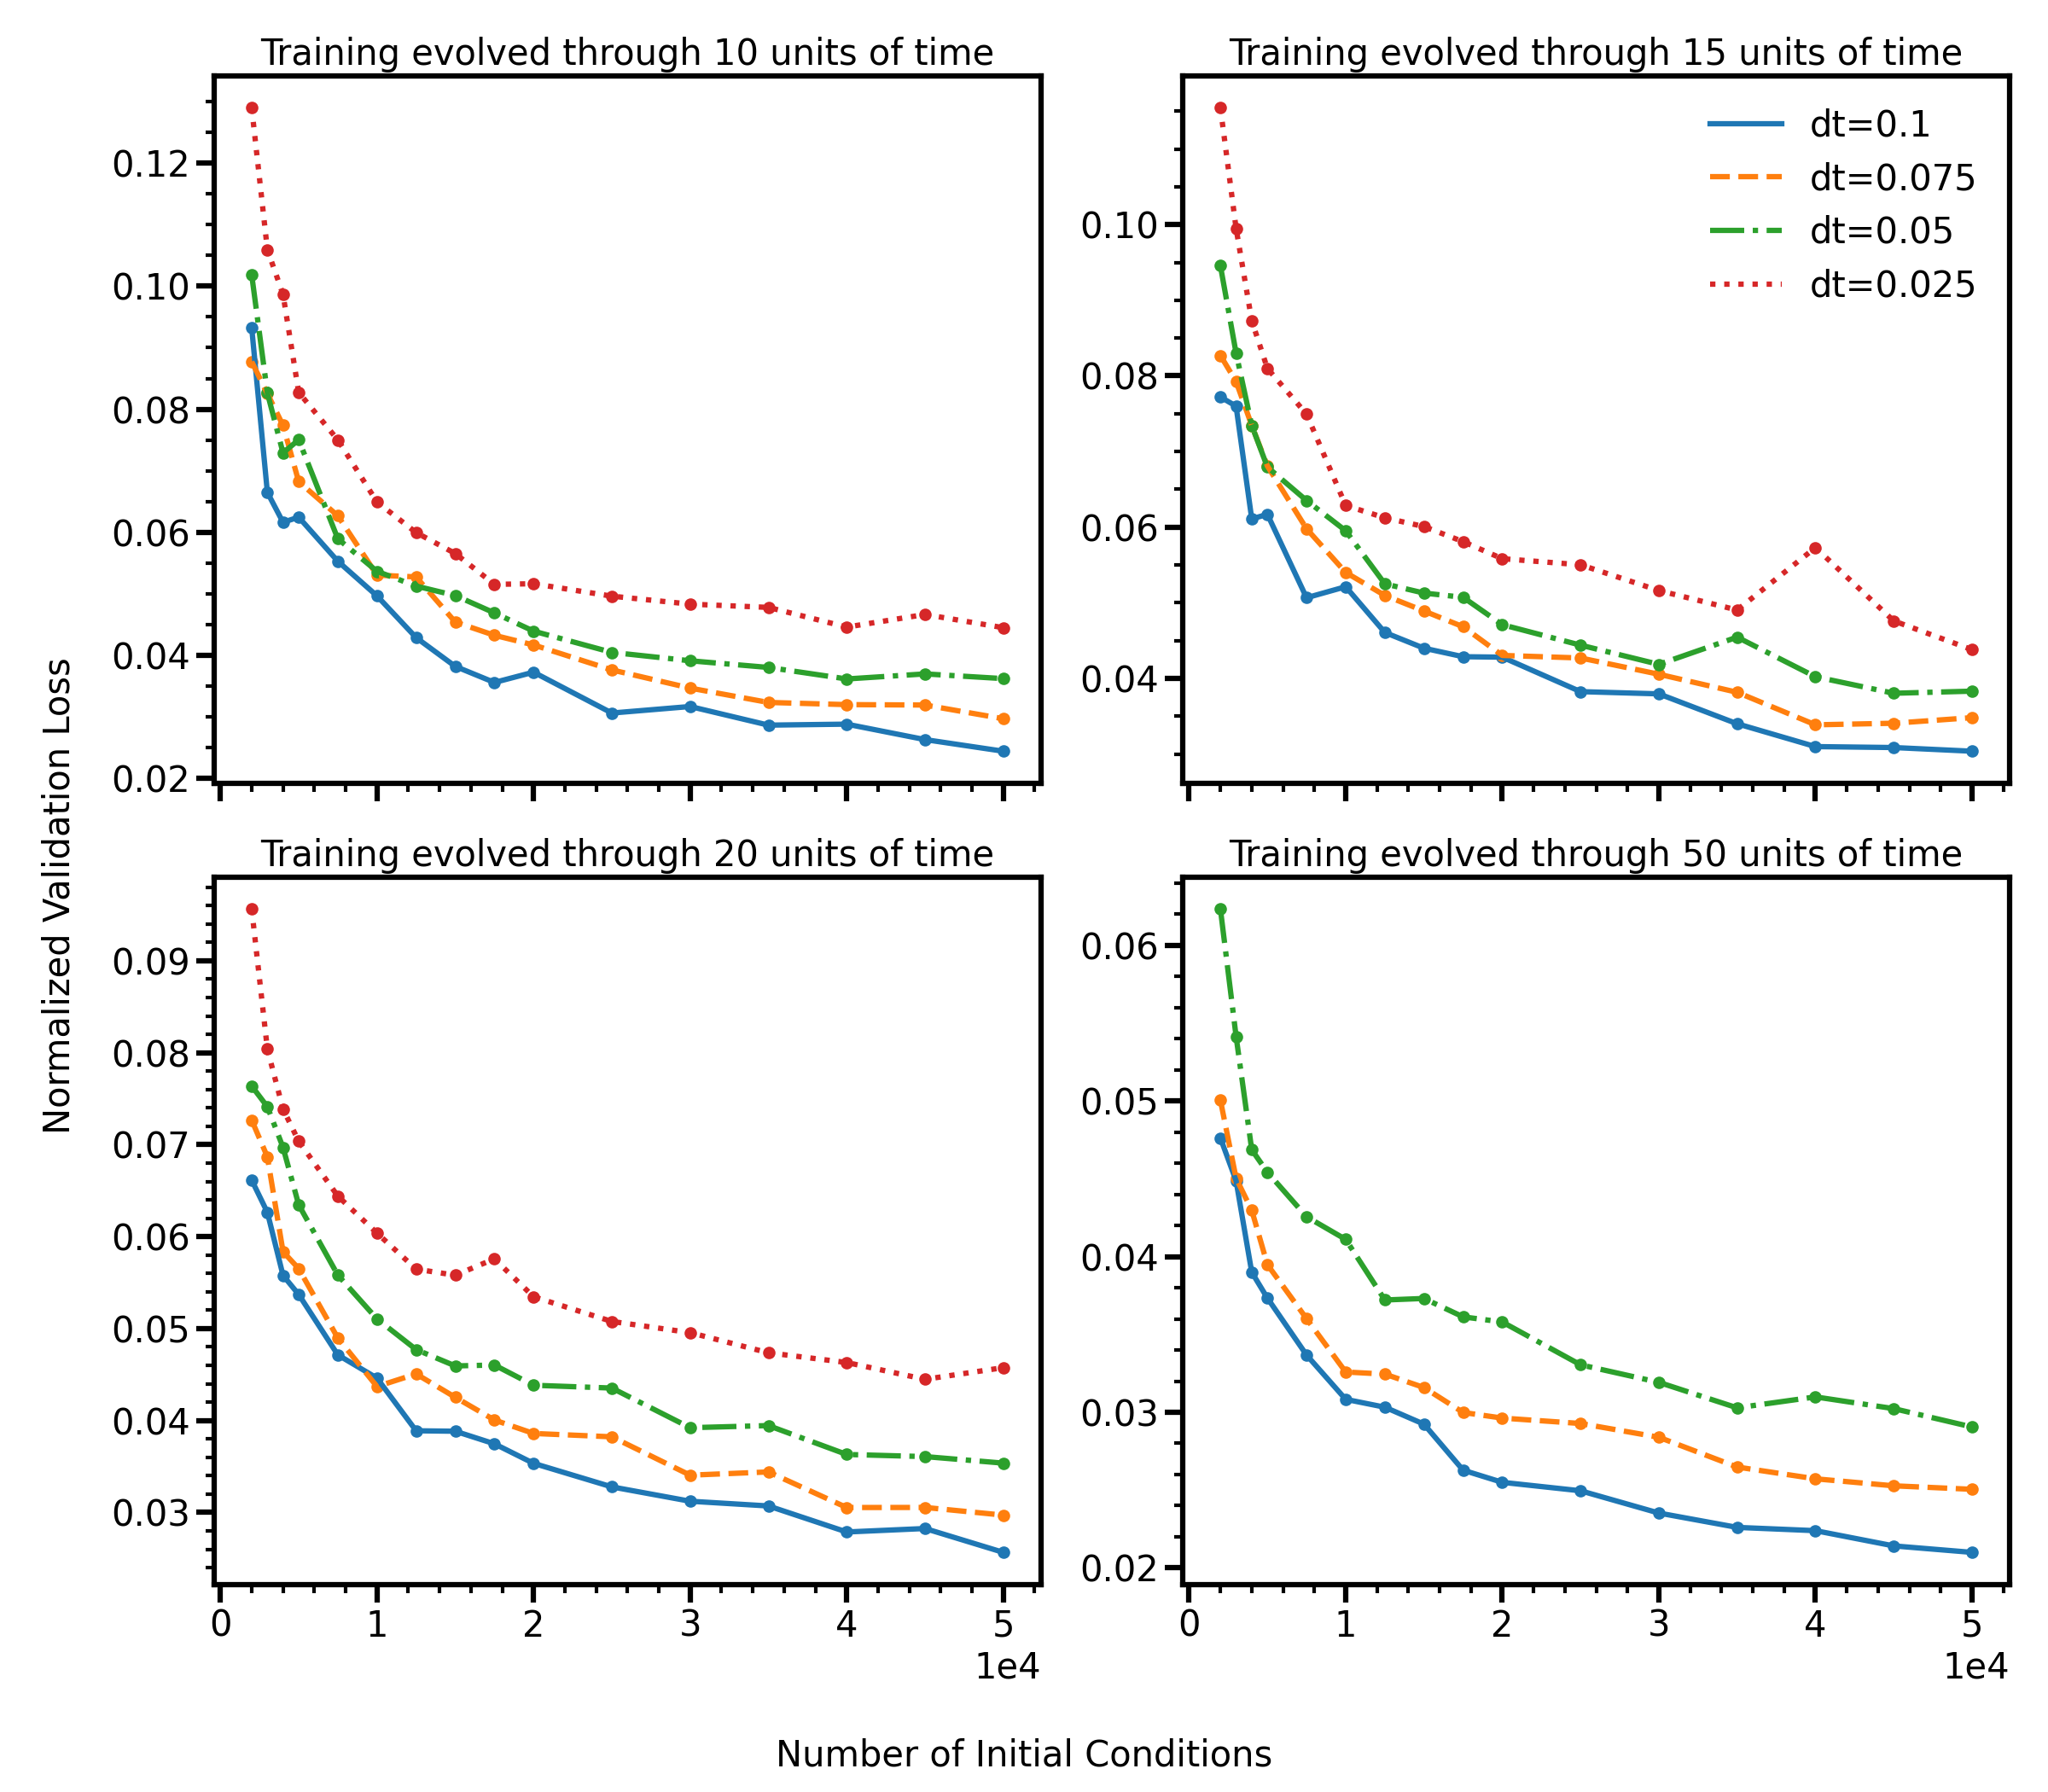 Training evolved through 10 units of time
0.12
0.10
0.08
0.06
0.04
0.02
Training evolved through 15 units of time
0.10
0.08
0.06
0.04
dt=0.1
dt=0.075
dt=0.05
dt=0.025
Normalized Validation Loss
Training evolved through 20 units of time
0.09
0.08
0.07
0.06
0.05
0.04
0.03
0 1 2 3 4 5
1e4
Training evolved through 50 units of time
0.06
0.05
0.04
0.03
0.02
0 1 2 3 4 5
1e4
Number of Initial Conditions